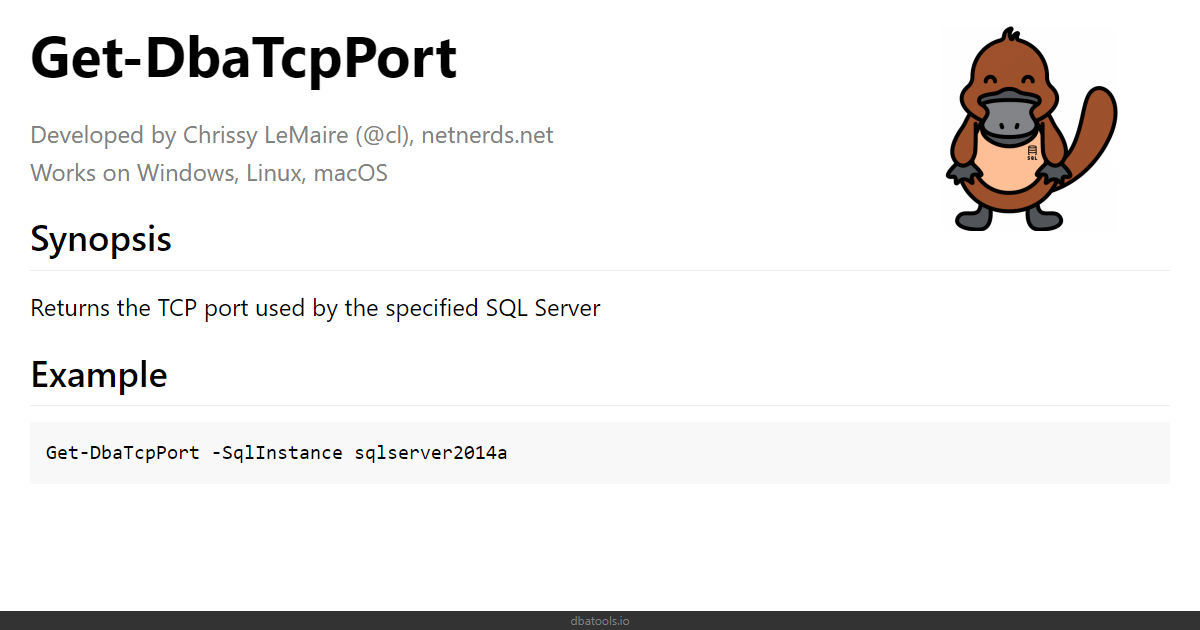 Get-DbaTcpPort
Developed by Chrissy LeMaire (@cl), netnerds.net
Works on Windows, Linux, macOS
SQL
Synopsis
Returns the TCP port used by the specified SQL Server
Example
Get-DbaTcpPort -SqlInstance sqlserver2014a
dbatools.io